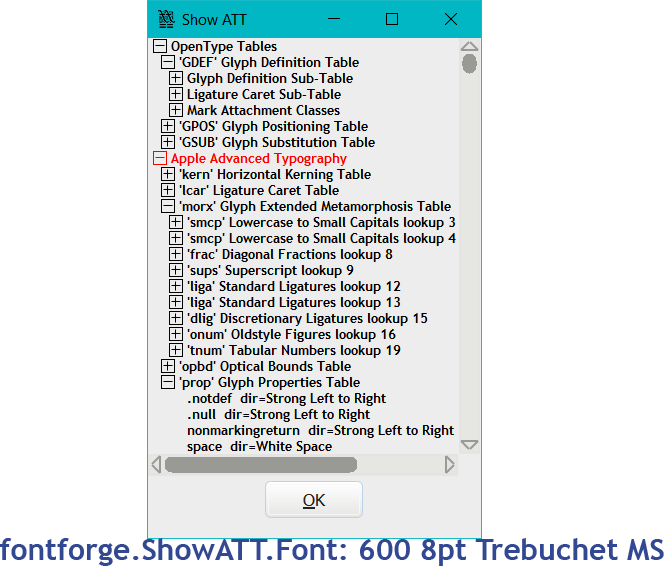 Show ATT
OpenType Tables
'GDEF' Glyph Definition Table
Glyph Definition Sub-Table
Ligature Caret Sub-Table
Mark Attachment Classes
'GPOS' Glyph Positioning Table
'GSUB' Glyph Substitution Table
Apple Advanced Typography
'kern' Horizontal Kerning Table
'lcar' Ligature Caret Table
'morx' Glyph Extended Metamorphosis Table
'smcp' Lowercase to Small Capitals lookup 3
'smcp' Lowercase to Small Capitals lookup 4
'frac' Diagonal Fractions lookup 8
'sups' Superscript lookup 9
'liga' Standard Ligatures lookup 12
'liga' Standard Ligatures lookup 13
'dlig' Discretionary Ligatures lookup 15
'onum' Oldstyle Figures lookup 16
'tnum' Tabular Numbers lookup 19
'opbd' Optical Bounds Table
'prop' Glyph Properties Table
.notdef dir=Strong Left to Right
.null dir=Strong Left to Right
nonmarkingreturn dir=Strong Left to Right
space dir=White Space
OK
fontforge.ShowATT.Font: 600 8pt Trebuchet MS